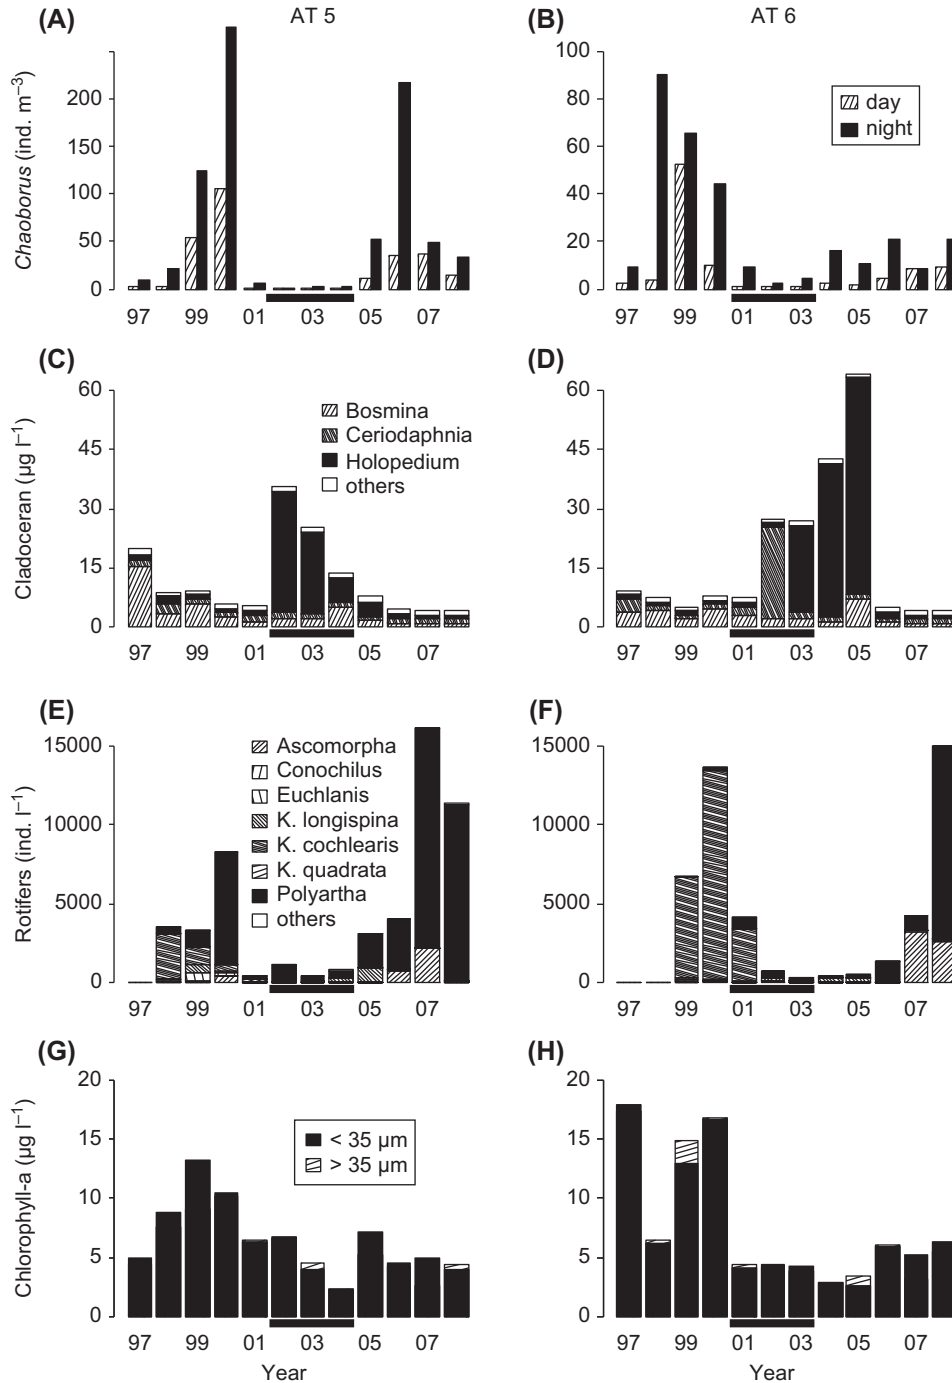 (A) AT 5
Chaoborus (ind. m⁻³)
200
150
100
50
0
97 99 01 03 05 07
(B) AT 6
100
80
60
40
20
0
day
night
97 99 01 03 05 07
(C)
Cladoceran (µg l⁻¹)
60
45
30
15
0
Bosmina
Ceriodaphnia
Holopedium
others
97 99 01 03 05 07
(D)
60
45
30
15
0
97 99 01 03 05 07
(E)
Rotifers (ind. l⁻¹)
15000
10000
5000
0
Ascomorpha
Conochilus
Euchlanis
K. longispina
K. cochlearis
K. quadrata
Polyartha
others
97 99 01 03 05 07
(F)
15000
10000
5000
0
97 99 01 03 05 07
(G)
Chlorophyll-a (µg l⁻¹)
20
15
10
5
0
< 35 µm
> 35 µm
97 99 01 03 05 07
Year
(H)
20
15
10
5
0
97 99 01 03 05 07
Year